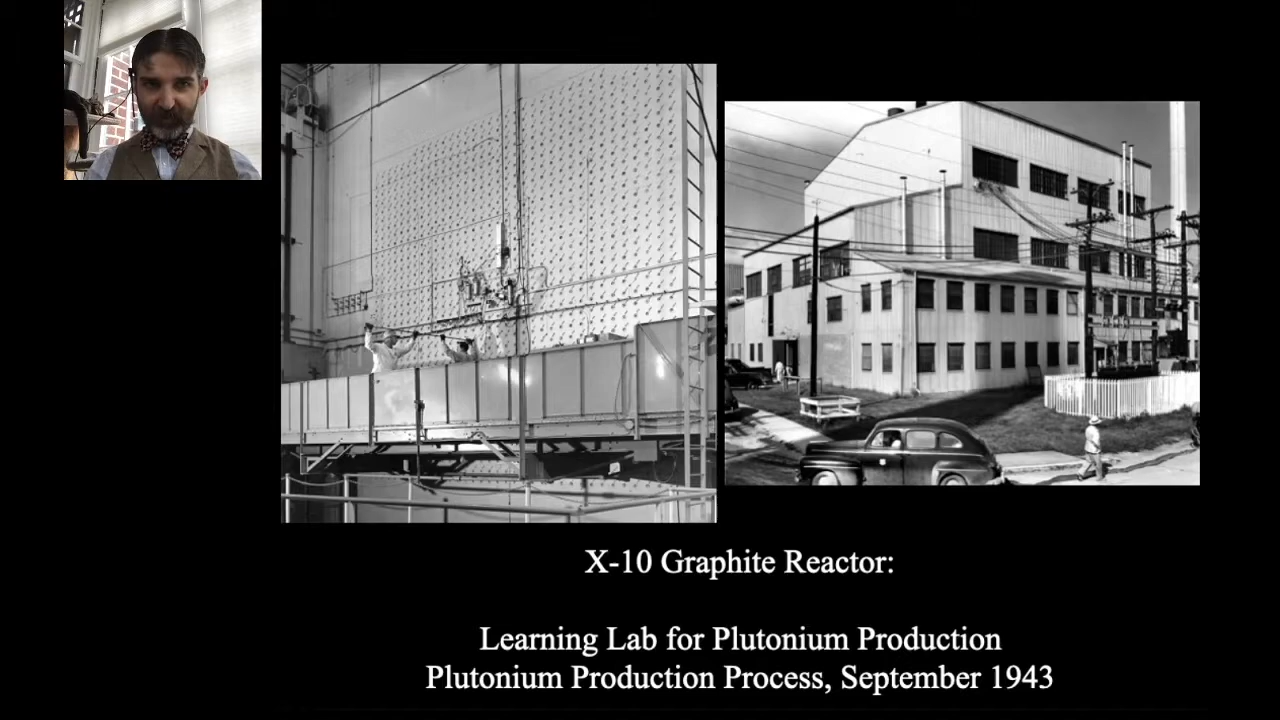 X-10 Graphite Reactor:
Learning Lab for Plutonium Production
Plutonium Production Process, September 1943